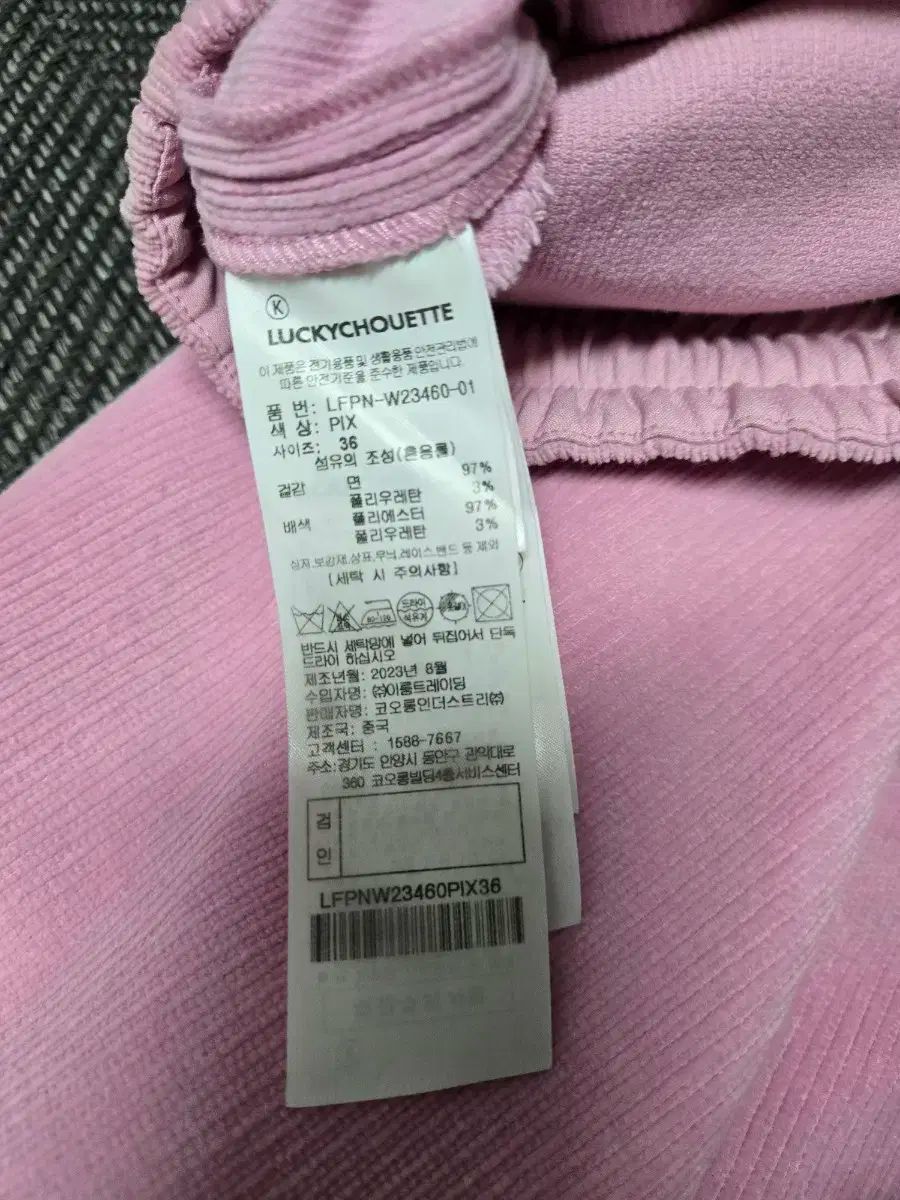 K
LUCKYCHOUETTE
이 제품은 전기용품 및 생활용품 안전관리법에
따른 안전기준을 준수한 제품입니다.
품 번: LFPN-W23460-01
색 상: PIX
사이즈: 36
섬유의 조성(혼용률)
겉감 면 97%
폴리우레탄 3%
배색 폴리에스터 97%
폴리우레탄 3%
심지,보강재,상표,무늬,레이스,밴드 등 제외
[세탁 시 주의사항]
80~120 드라이 석유계
반드시 세탁망에 넣어 뒤집어서 단독
드라이 하십시오
제조년월: 2023년 8월
수입자명: ㈜이룸트레이딩
판매자명: 코오롱인더스트리㈜
제조국: 중국
고객센터 : 1588-7667
주소:경기도 안양시 동안구 관악대로
360 코오롱빌딩4층서비스센터
검
인
LFPNW23460PIX36